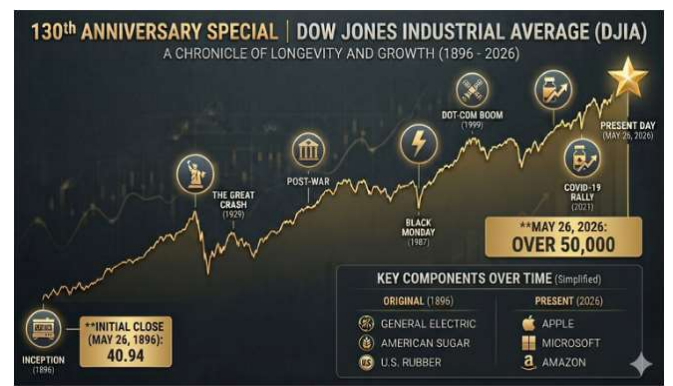 130th ANNIVERSARY SPECIAL | DOW JONES INDUSTRIAL AVERAGE (DJIA)
A CHRONICLE OF LONGEVITY AND GROWTH (1896 - 2026)
DOT-COM BOOM
(1999)
PRESENT DAY
(MAY 26, 2026)
THE GREAT
CRASH
(1929)
POST-WAR
BLACK
MONDAY
(1987)
COVID-19
RALLY
(2021)
**MAY 26, 2026:
OVER 50,000
INCEPTION
(1896)
**INITIAL CLOSE
(MAY 26, 1896):
40.94
KEY COMPONENTS OVER TIME (Simplified)
ORIGINAL (1896)
GENERAL ELECTRIC
AMERICAN SUGAR
US U.S. RUBBER
PRESENT (2026)
APPLE
MICROSOFT
a AMAZON